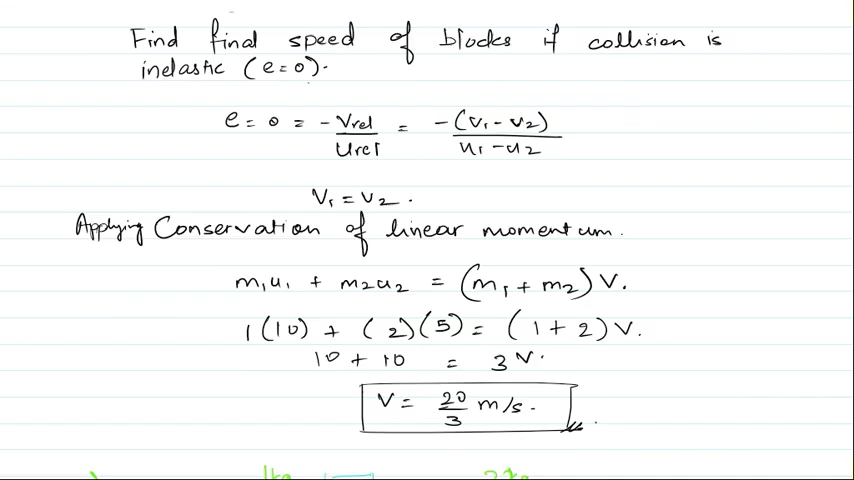 Find final speed of blocks if collision is
inelastic (e=0).
e = 0 = -Vrel/Urel = -(V1 - V2)/(U1 - U2)
V1 = V2.
Applying Conservation of linear momentum.
m1u1 + m2u2 = (m1 + m2) V.
1(10) + (2)(5) = (1 + 2) V.
10 + 10 = 3V.
V = 20/3 m/s.
1kg